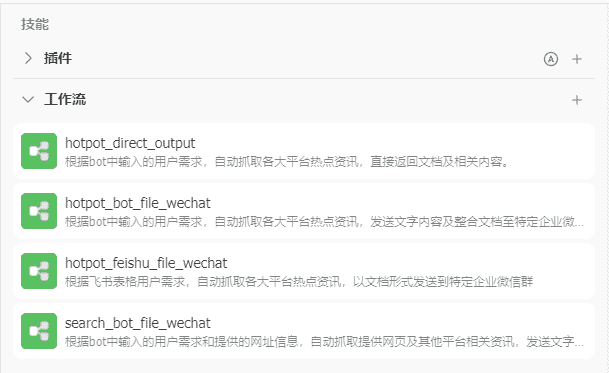 技能
插件
工作流
hotpot_direct_output
根据bot中输入的用户需求，自动抓取各大平台热点资讯，直接返回文档及相关内容。
hotpot_bot_file_wechat
根据bot中输入的用户需求，自动抓取各大平台热点资讯，发送文字内容及整合文档至特定企业微...
hotpot_feishu_file_wechat
根据飞书表格用户需求，自动抓取各大平台热点资讯，以文档形式发送到特定企业微信群
search_bot_file_wechat
根据bot中输入的用户需求和提供的网址信息，自动抓取提供网页及其他平台相关资讯，发送文字...